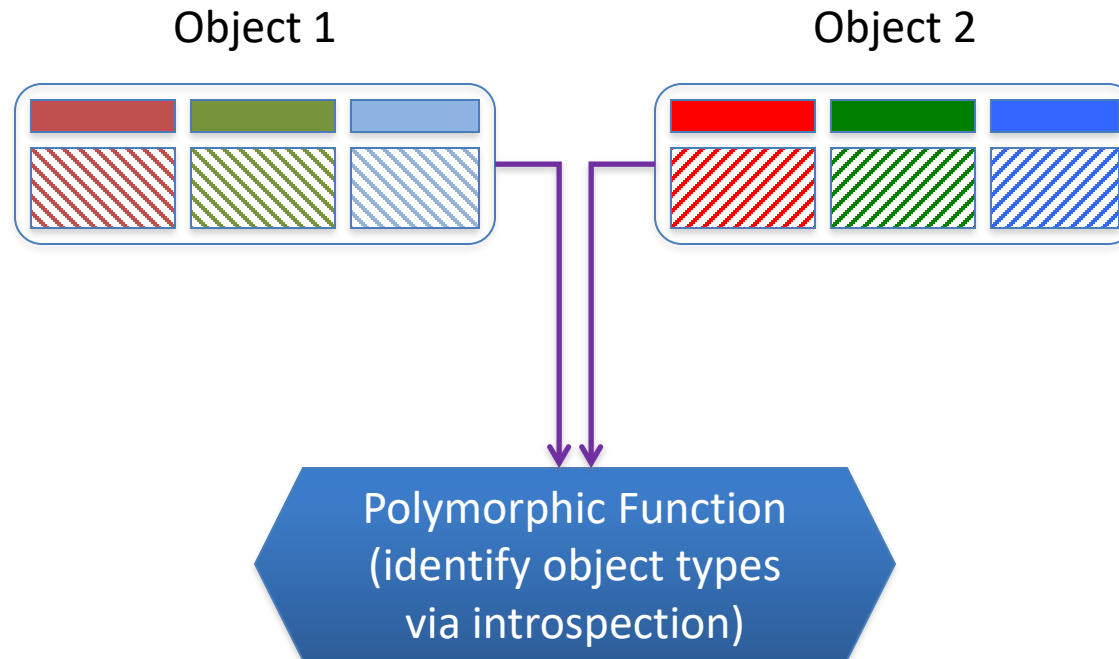 Object 1
Object 2
Polymorphic Function
(identify object types
via introspection)